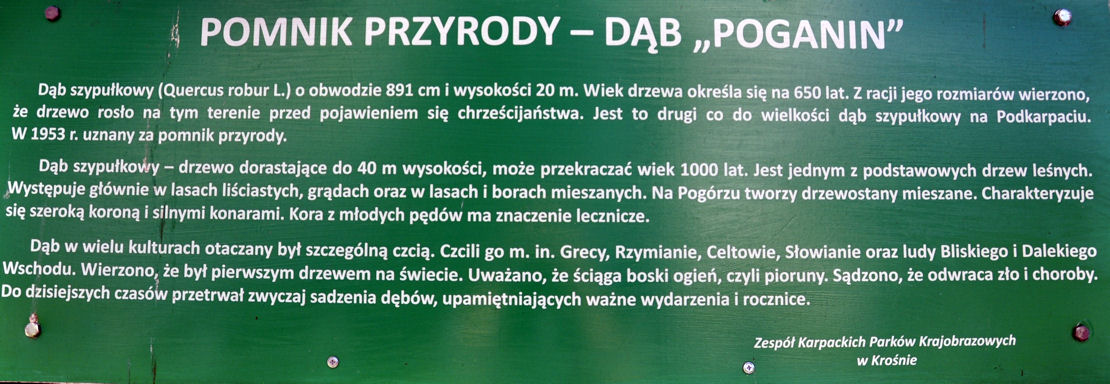 POMNIK PRZYRODY – DĄB „POGANIN”
Dąb szypułkowy (Quercus robur L.) o obwodzie 891 cm i wysokości 20 m. Wiek drzewa określa się na 650 lat. Z racji jego rozmiarów wierzono,
że drzewo rosło na tym terenie przed pojawieniem się chrześcijaństwa. Jest to drugi co do wielkości dąb szypułkowy na Podkarpaciu.
W 1953 r. uznany za pomnik przyrody.
Dąb szypułkowy – drzewo dorastające do 40 m wysokości, może przekraczać wiek 1000 lat. Jest jednym z podstawowych drzew leśnych.
Występuje głównie w lasach liściastych, grądach oraz w lasach i borach mieszanych. Na Pogórzu tworzy drzewostany mieszane. Charakteryzuje
się szeroką koroną i silnymi konarami. Kora z młodych pędów ma znaczenie lecznicze.
Dąb w wielu kulturach otaczany był szczególną czcią. Czcili go m. in. Grecy, Rzymianie, Celtowie, Słowianie oraz ludy Bliskiego i Dalekiego
Wschodu. Wierzono, że był pierwszym drzewem na świecie. Uważano, że ściąga boski ogień, czyli pioruny. Sądzono, że odwraca zło i choroby.
Do dzisiejszych czasów przetrwał zwyczaj sadzenia dębów, upamiętniających ważne wydarzenia i rocznice.
Zespół Karpackich Parków Krajobrazowych
w Krośnie